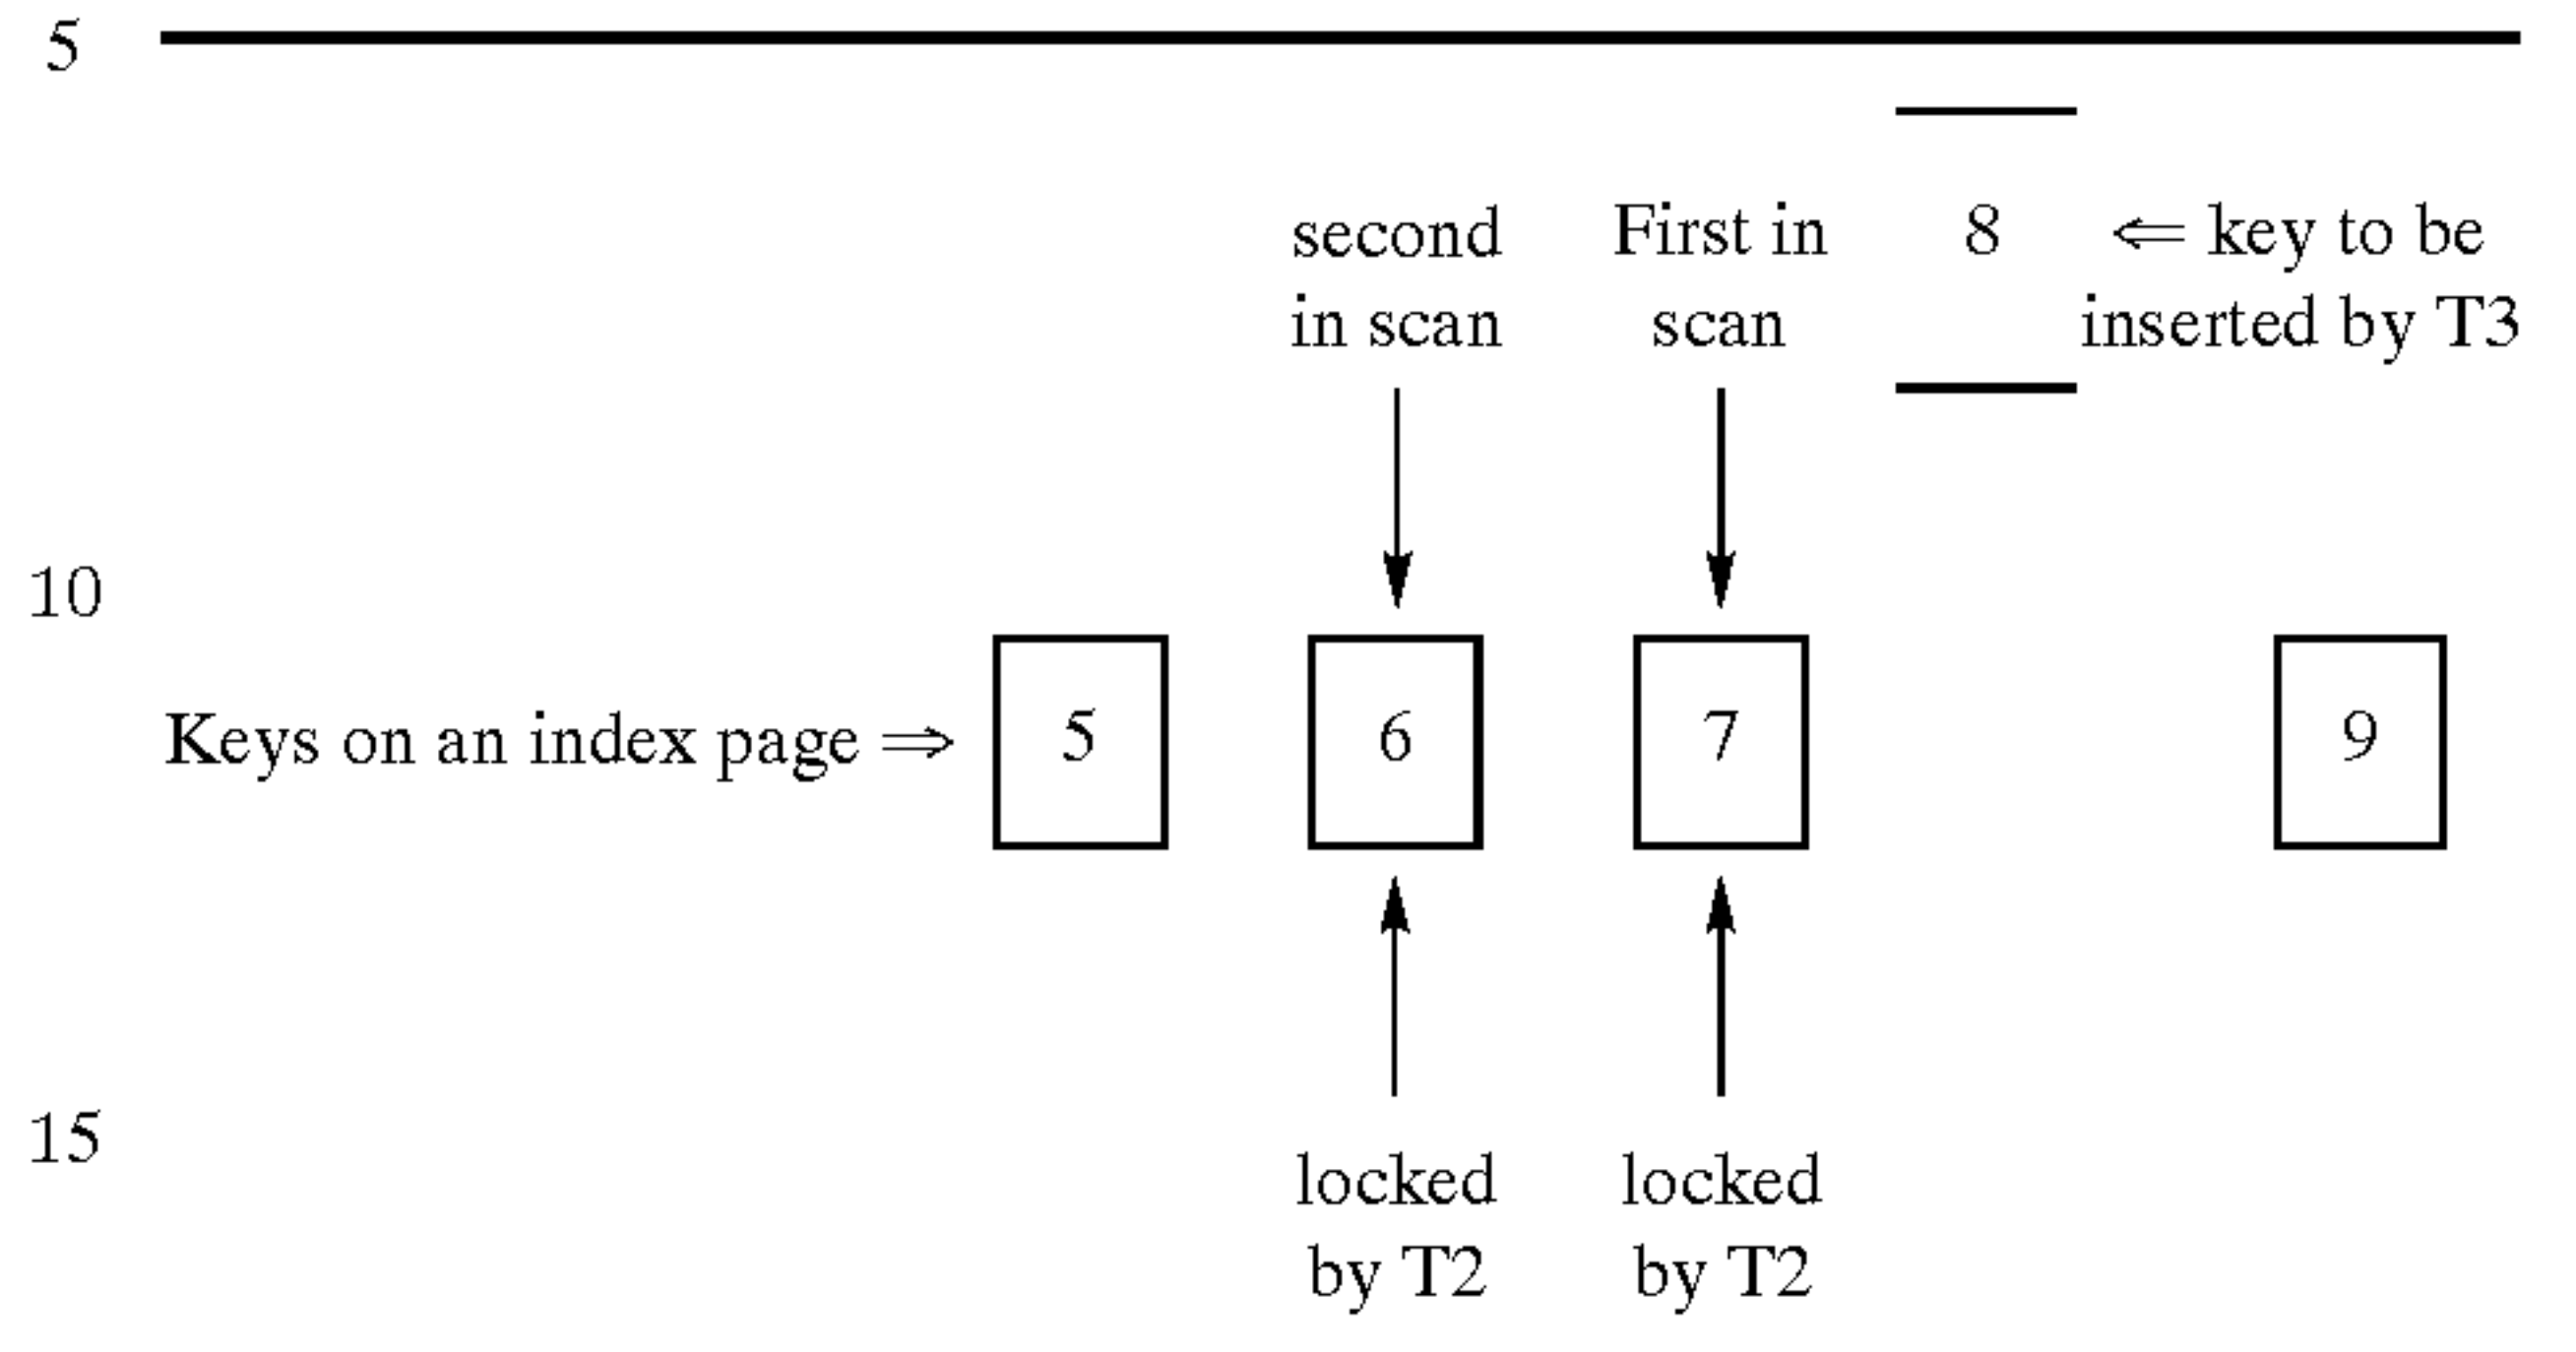 5
second
in scan
First in
scan
8
⇐ key to be
inserted by T3
10
Keys on an index page ⇒
5
6
7
9
15
locked
by T2
locked
by T2